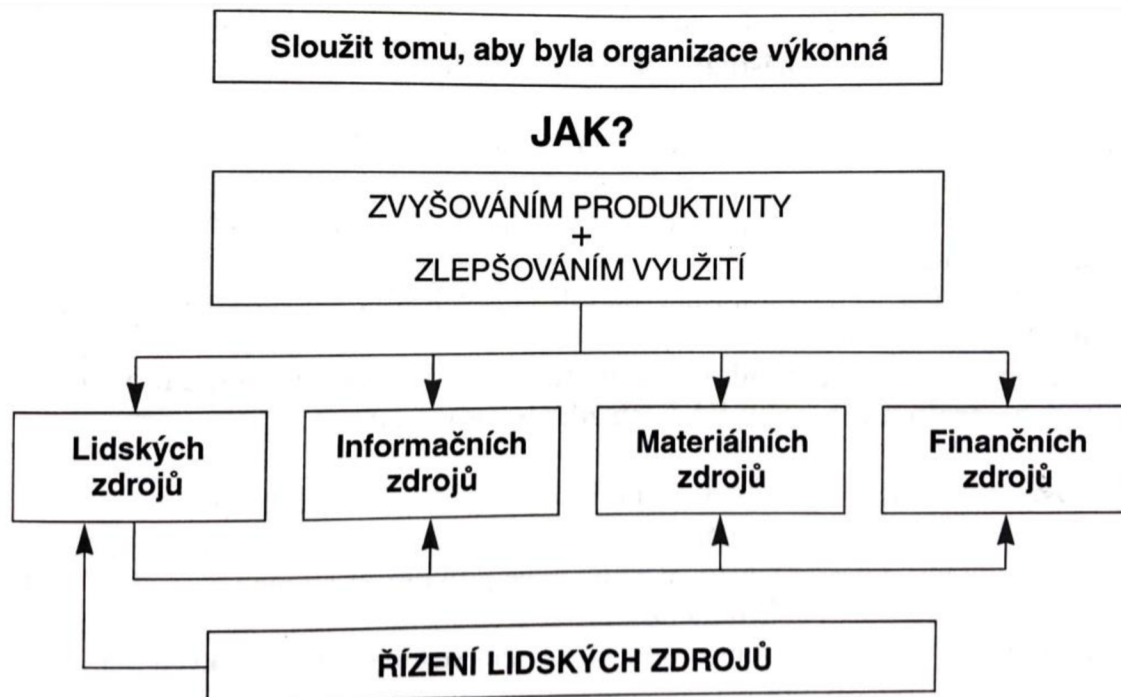 Sloužit tomu, aby byla organizace výkonná
JAK?
ZVYŠOVÁNÍM PRODUKTIVITY
+
ZLEPŠOVÁNÍM VYUŽITÍ
Lidských
zdrojů
Informačních
zdrojů
Materiálních
zdrojů
Finančních
zdrojů
ŘÍZENÍ LIDSKÝCH ZDROJŮ